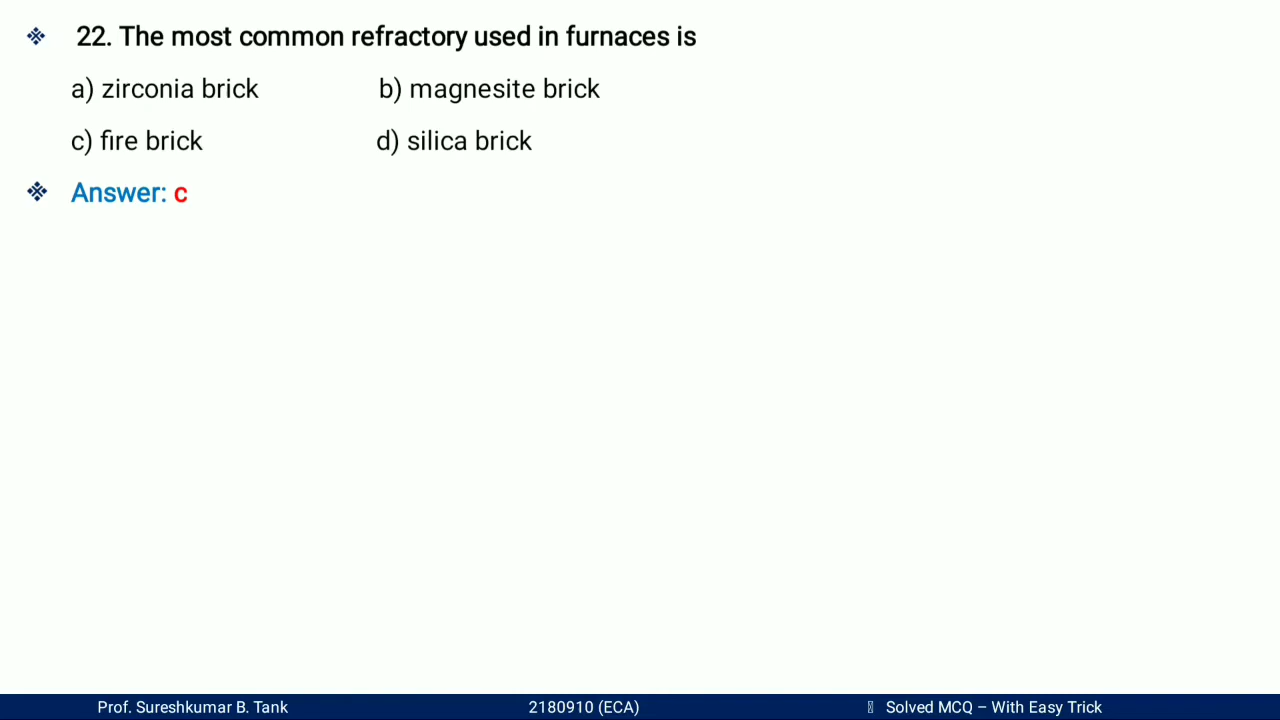 ❖ 22. The most common refractory used in furnaces is
a) zirconia brick b) magnesite brick
c) fire brick d) silica brick
❖ Answer: c
Prof. Sureshkumar B. Tank 2180910 (ECA) Solved MCQ – With Easy Trick